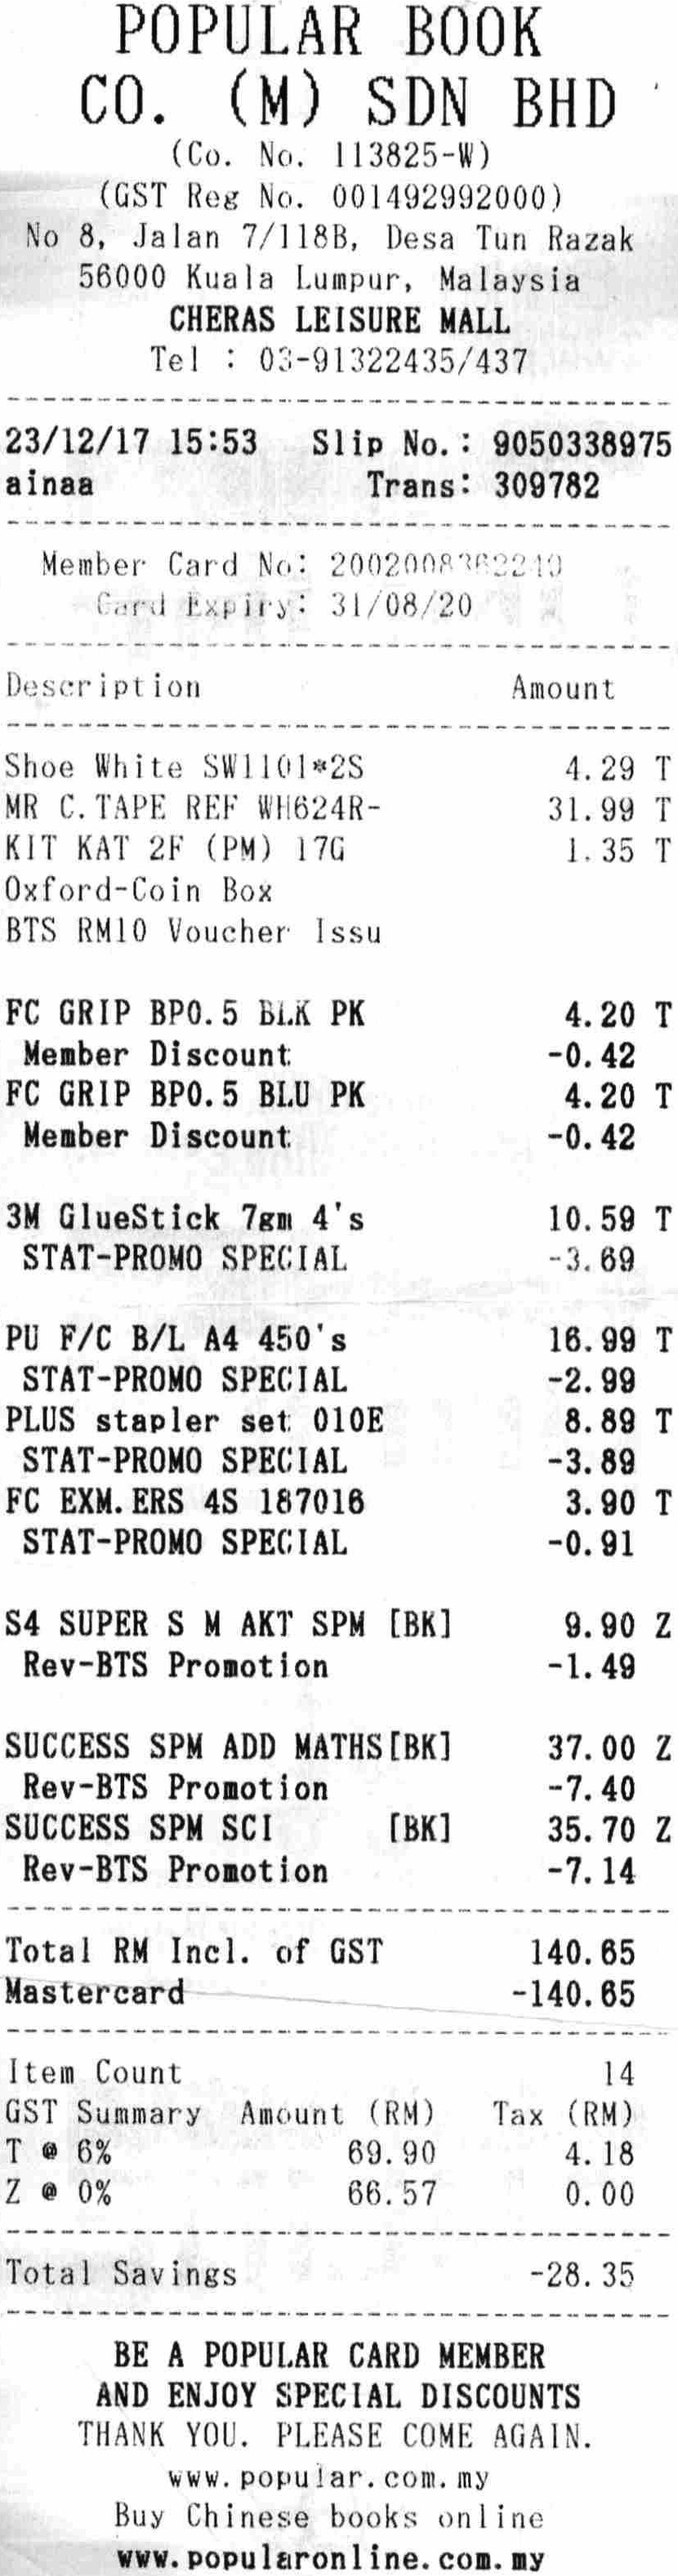 POPULAR BOOK
CO. (M) SDN BHD
(Co. No. 113825-W)
(GST Reg No. 001492992000)
No 8, Jalan 7/118B, Desa Tun Razak
56000 Kuala Lumpur, Malaysia
CHERAS LEISURE MALL
Tel : 03-91322435/437
23/12/17 15:53 Slip No.: 9050338975
ainaa Trans: 309782
Member Card No:
Card Expiry: 31/08/20
Description Amount
Shoe White SW1101*2S 4.29 T
MR C.TAPE REF WH624R- 31.99 T
KIT KAT 2F (PM) 17G 1.35 T
Oxford-Coin Box
BTS RM10 Voucher Issu
FC GRIP BP0.5 BLK PK 4.20 T
Member Discount -0.42
FC GRIP BP0.5 BLU PK 4.20 T
Member Discount -0.42
3M GlueStick 7gm 4's 10.59 T
STAT-PROMO SPECIAL -3.69
PU F/C B/L A4 450's 16.99 T
STAT-PROMO SPECIAL -2.99
PLUS stapler set 010E 8.89 T
STAT-PROMO SPECIAL -3.89
FC EXM.ERS 4S 187016 3.90 T
STAT-PROMO SPECIAL -0.91
S4 SUPER S M AKT SPM [BK] 9.90 Z
Rev-BTS Promotion -1.49
SUCCESS SPM ADD MATHS[BK] 37.00 Z
Rev-BTS Promotion -7.40
SUCCESS SPM SCI [BK] 35.70 Z
Rev-BTS Promotion -7.14
Total RM Incl. of GST 140.65
Mastercard -140.65
Item Count 14
GST Summary Amount (RM) Tax (RM)
T @ 6% 69.90 4.18
Z @ 0% 66.57 0.00
Total Savings -28.35
BE A POPULAR CARD MEMBER
AND ENJOY SPECIAL DISCOUNTS
THANK YOU. PLEASE COME AGAIN.
www.popular.com.my
Buy Chinese books online
www.popularonline.com.my